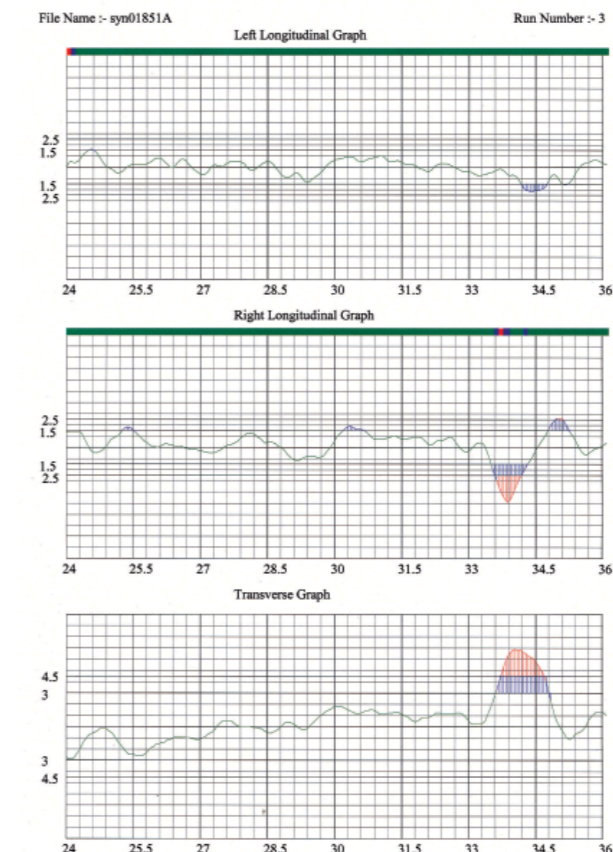 File Name :- syn01851A Run Number :- 3
Left Longitudinal Graph
2.5
1.5
1.5
2.5
24 25.5 27 28.5 30 31.5 33 34.5 36
Right Longitudinal Graph
2.5
1.5
1.5
2.5
24 25.5 27 28.5 30 31.5 33 34.5 36
Transverse Graph
4.5
3
3
4.5
24 25.5 27 28.5 30 31.5 33 34.5 36